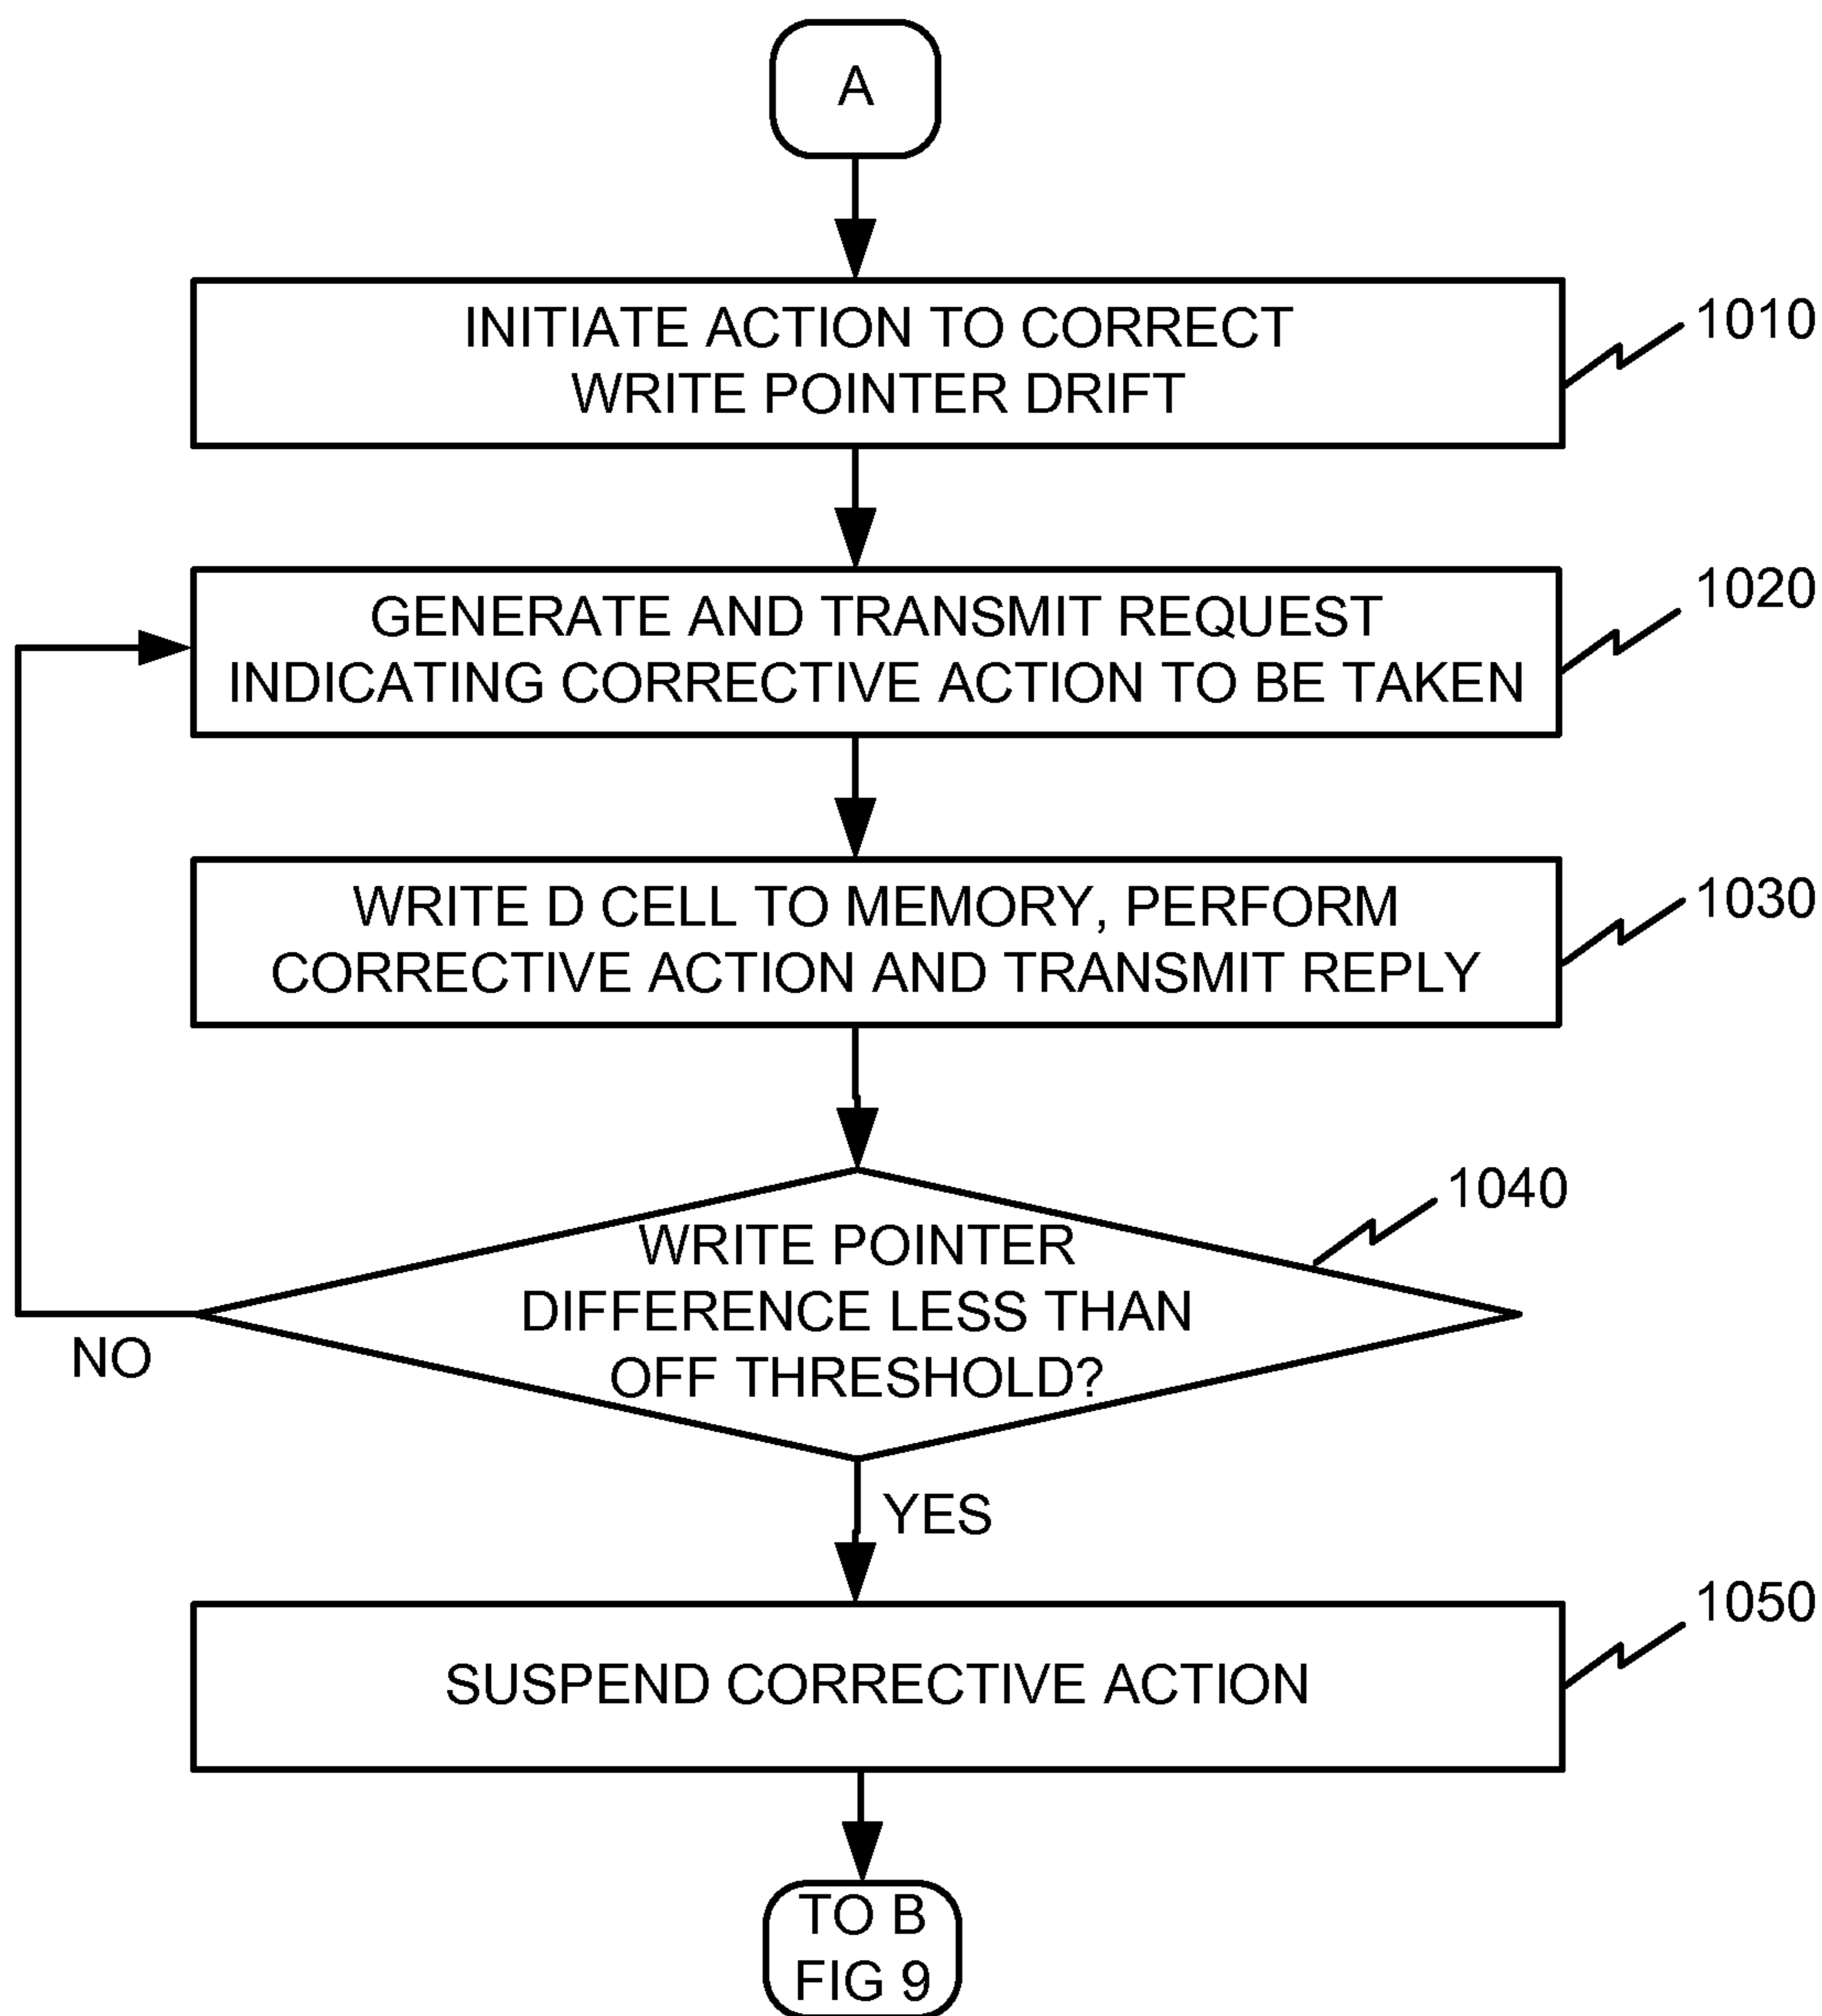 A
INITIATE ACTION TO CORRECT
WRITE POINTER DRIFT
1010
GENERATE AND TRANSMIT REQUEST
INDICATING CORRECTIVE ACTION TO BE TAKEN
1020
WRITE D CELL TO MEMORY, PERFORM
CORRECTIVE ACTION AND TRANSMIT REPLY
1030
WRITE POINTER
DIFFERENCE LESS THAN
OFF THRESHOLD?
1040
NO
YES
SUSPEND CORRECTIVE ACTION
1050
TO B
FIG 9